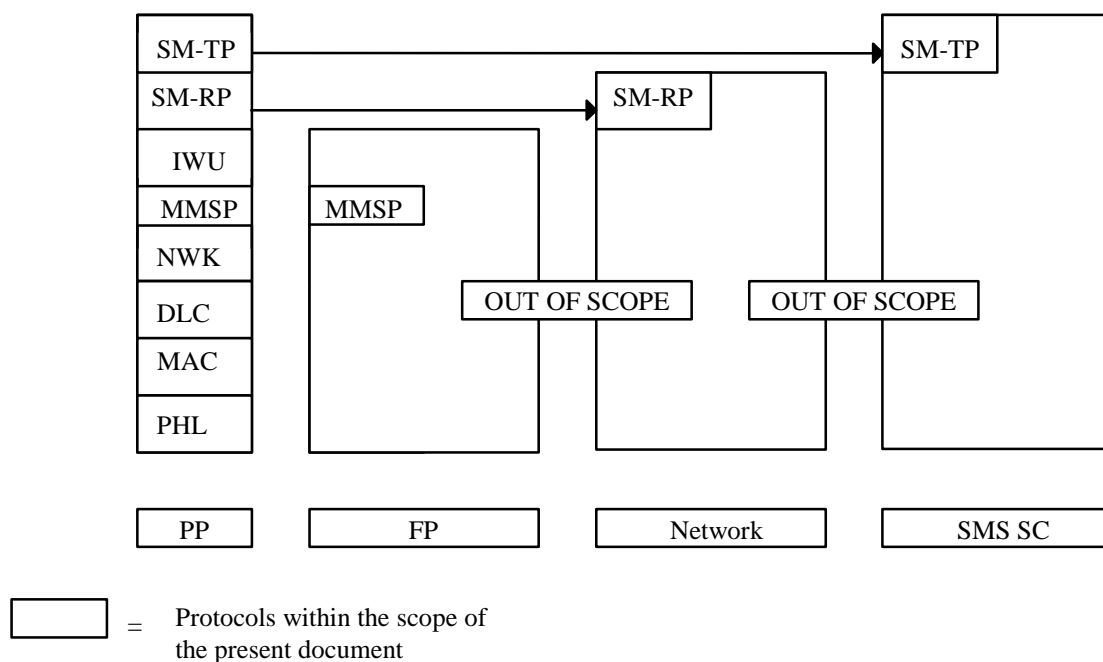 SM-TP
SM-TP
SM-RP
SM-RP
IWU
MMSP
MMSP
NWK
DLC
OUT OF SCOPE
OUT OF SCOPE
MAC
PHL
PP
FP
Network
SMS SC
= Protocols within the scope of
the present document